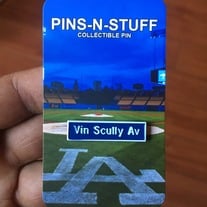 PINS-N-STUFF
COLLECTIBLE PIN
Vin Scully Av
LA